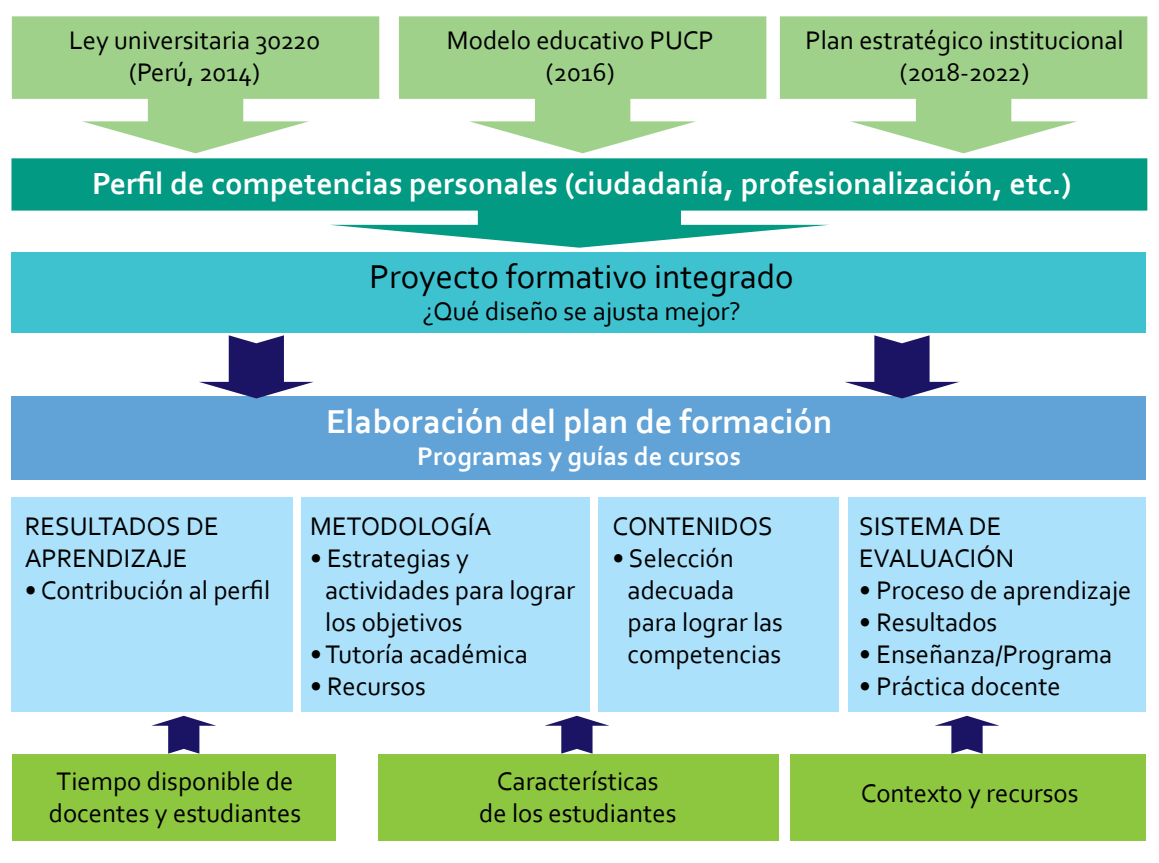 Ley universitaria 30220
(Perú, 2014)
Modelo educativo PUCP
(2016)
Plan estratégico institucional
(2018-2022)
Perfil de competencias personales (ciudadanía, profesionalización, etc.)
Proyecto formativo integrado
¿Qué diseño se ajusta mejor?
Elaboración del plan de formación
Programas y guías de cursos
RESULTADOS DE
APRENDIZAJE
• Contribución al perfil
METODOLOGÍA
• Estrategias y
actividades para lograr
los objetivos
• Tutoría académica
• Recursos
CONTENIDOS
• Selección
adecuada
para lograr las
competencias
SISTEMA DE
EVALUACIÓN
• Proceso de aprendizaje
• Resultados
• Enseñanza/Programa
• Práctica docente
Tiempo disponible de
docentes y estudiantes
Características
de los estudiantes
Contexto y recursos